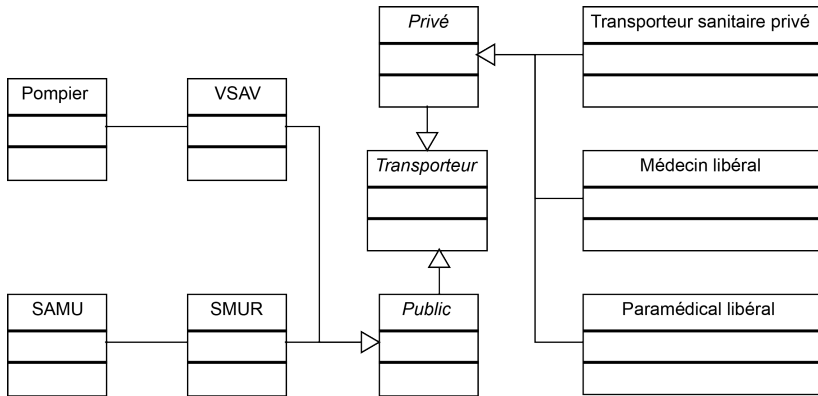 Privé
Transporteur sanitaire privé
Pompier
VSAV
Transporteur
Médecin libéral
SAMU
SMUR
Public
Paramédical libéral